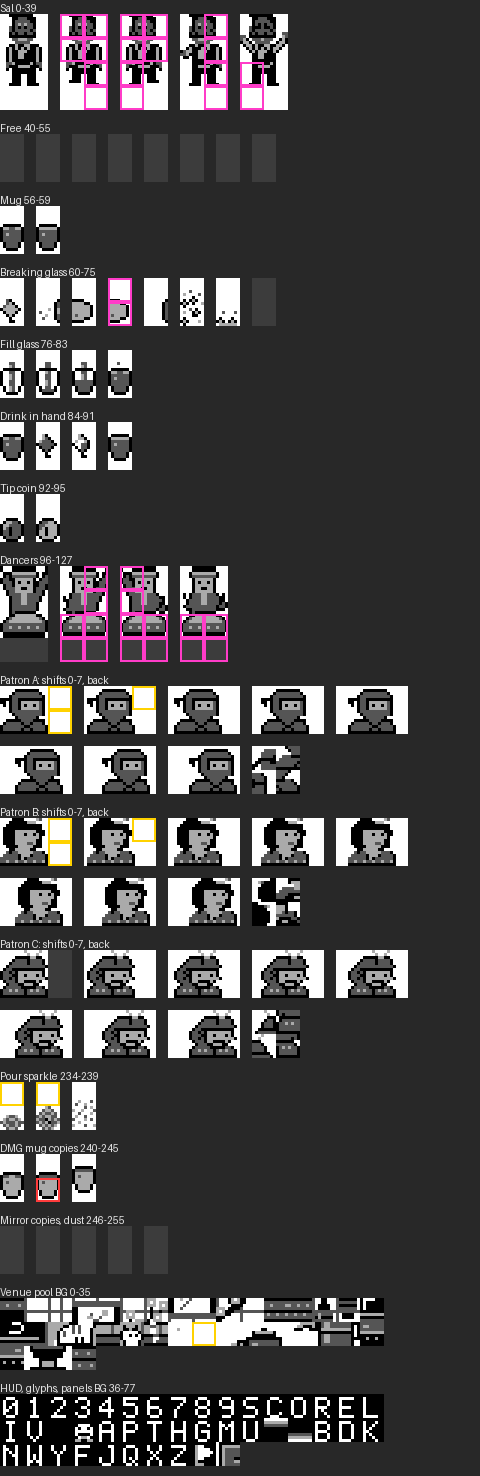 Sal 0-39
Free 40-55
Mug 56-59
Breaking glass 60-75
Fill glass 76-83
Drink in hand 84-91
Tip coin 92-95
Dancers 96-127
Patron A: shifts 0-7, back
Patron B: shifts 0-7, back
Patron C: shifts 0-7, back
Pour sparkle 234-239
DMG mug copies 240-245
Mirror copies, dust 246-255
Venue pool BG 0-35
HUD, glyphs, panels BG 36-77
0123456789SCOREL
IV APTHGMU BDK
NWYFJQXZ